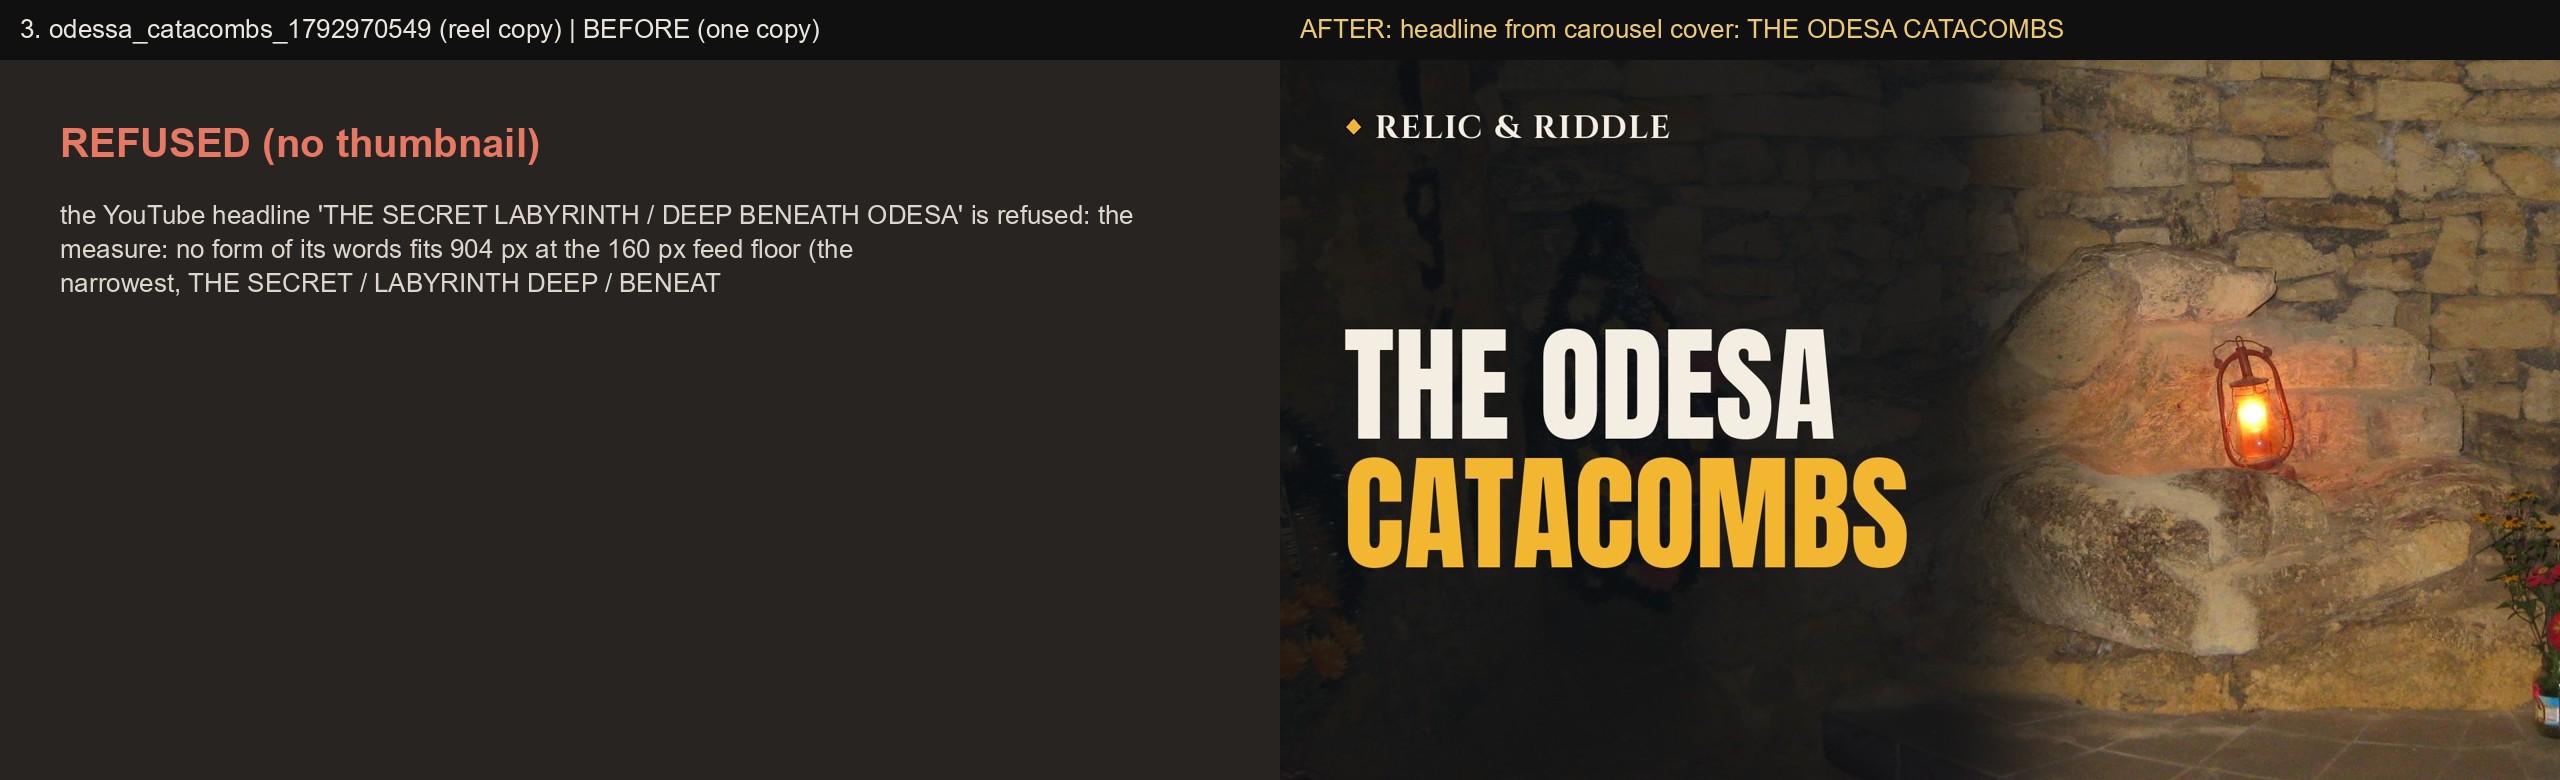 3. odessa_catacombs_1792970549 (reel copy) | BEFORE (one copy)
AFTER: headline from carousel cover: THE ODESA CATACOMBS
REFUSED (no thumbnail)
the YouTube headline 'THE SECRET LABYRINTH / DEEP BENEATH ODESA' is refused: the
measure: no form of its words fits 904 px at the 160 px feed floor (the
narrowest, THE SECRET / LABYRINTH DEEP / BENEAT
RELIC & RIDDLE
THE ODESA
CATACOMBS